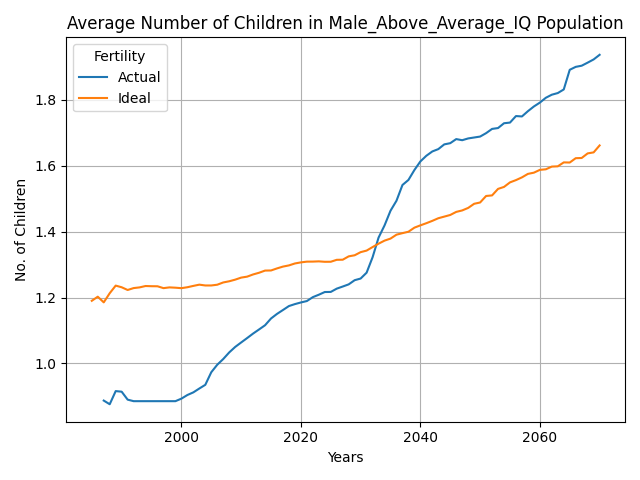 Average Number of Children in Male_Above_Average_IQ Population
Fertility
Actual
Ideal
1.8
1.6
1.4
1.2
1.0
No. of Children
2000
2020
2040
2060
Years